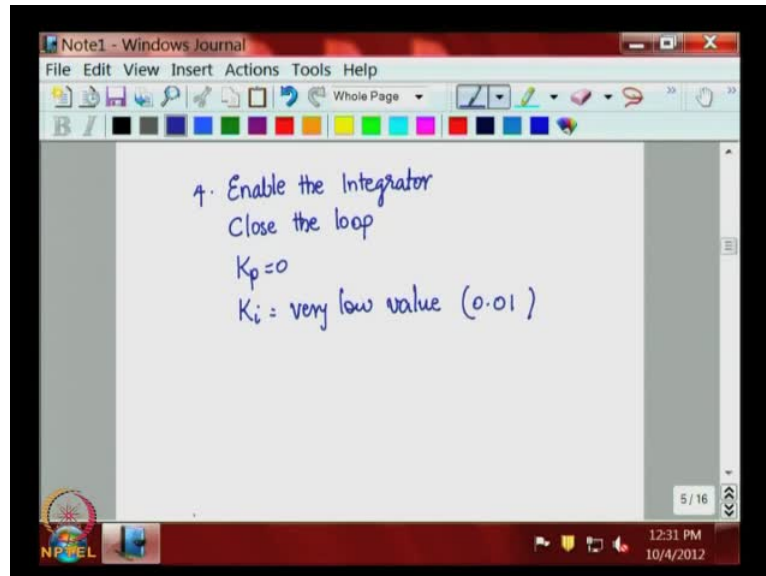 Note1 - Windows Journal
File Edit View Insert Actions Tools Help
Whole Page
B I
4. Enable the Integrator
Close the loop
Kp=0
Ki = very low value (0.01)
5 / 16
NPTEL
12:31 PM
10/4/2012